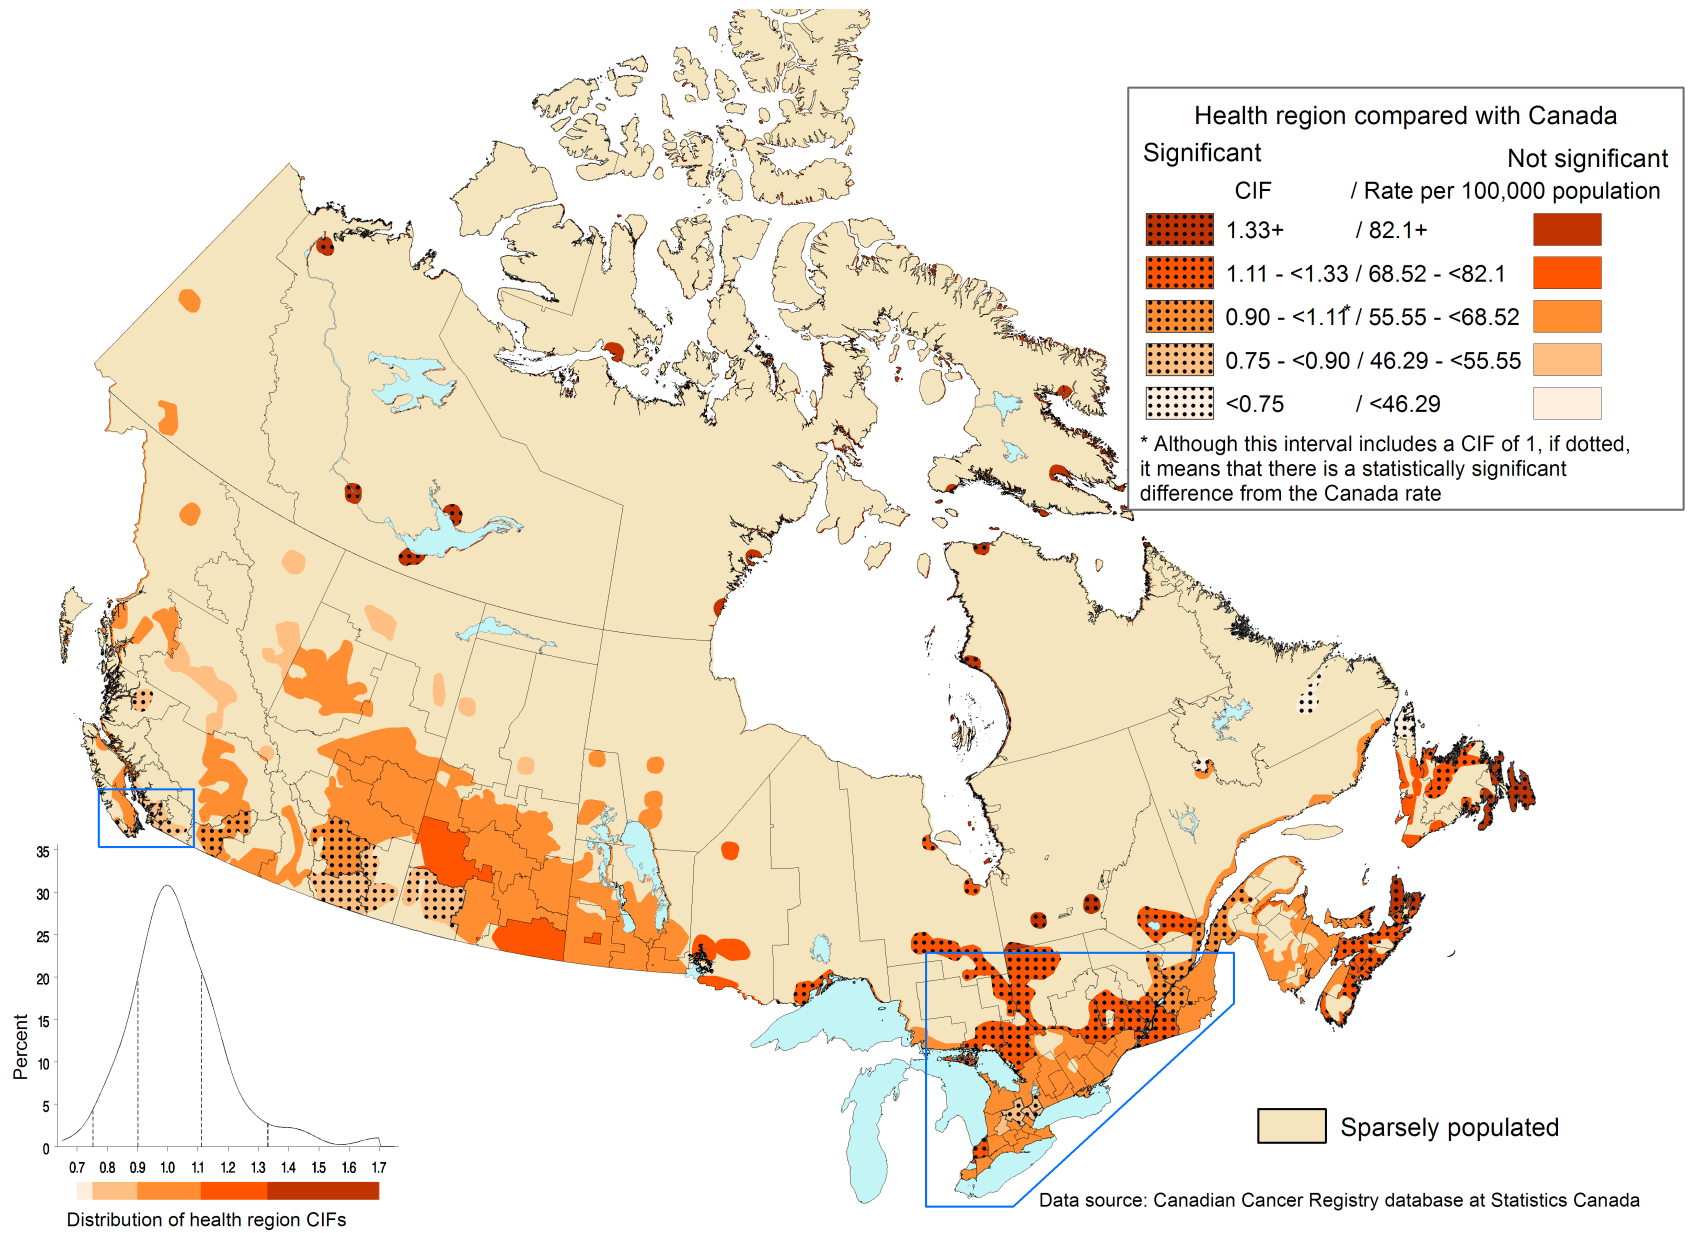 Health region compared with Canada
Significant
Not significant
CIF / Rate per 100,000 population
1.33+ / 82.1+
1.11 - <1.33 / 68.52 - <82.1
0.90 - <1.11* / 55.55 - <68.52
0.75 - <0.90 / 46.29 - <55.55
<0.75 / <46.29
* Although this interval includes a CIF of 1, if dotted,
it means that there is a statistically significant
difference from the Canada rate
35
30
25
20
15
10
5
0
Percent
0.7 0.8 0.9 1.0 1.1 1.2 1.3 1.4 1.5 1.6 1.7
Distribution of health region CIFs
Sparsely populated
Data source: Canadian Cancer Registry database at Statistics Canada